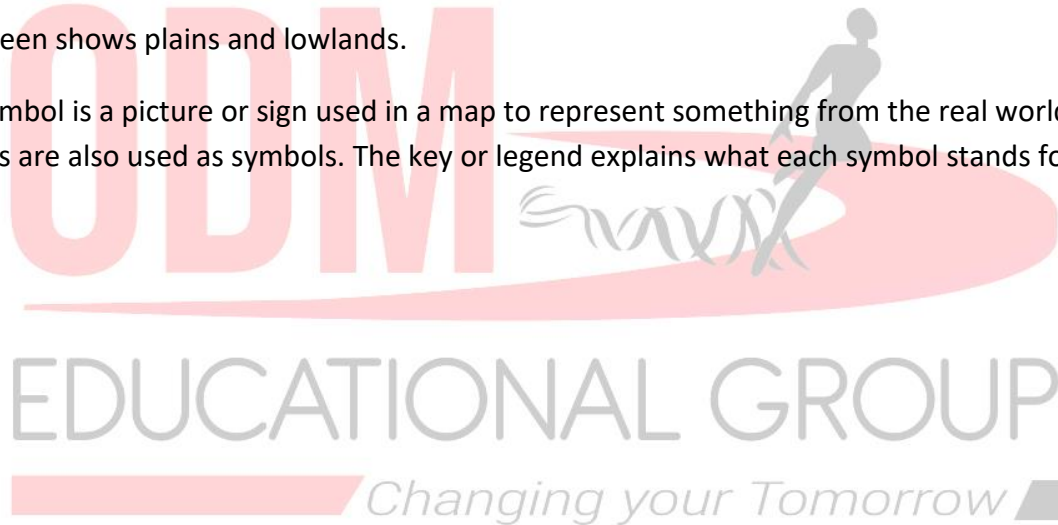 een shows plains and lowlands.
mbol is a picture or sign used in a map to represent something from the real world
s are also used as symbols. The key or legend explains what each symbol stands fo
ODM
EDUCATIONAL GROUP
Changing your Tomorrow